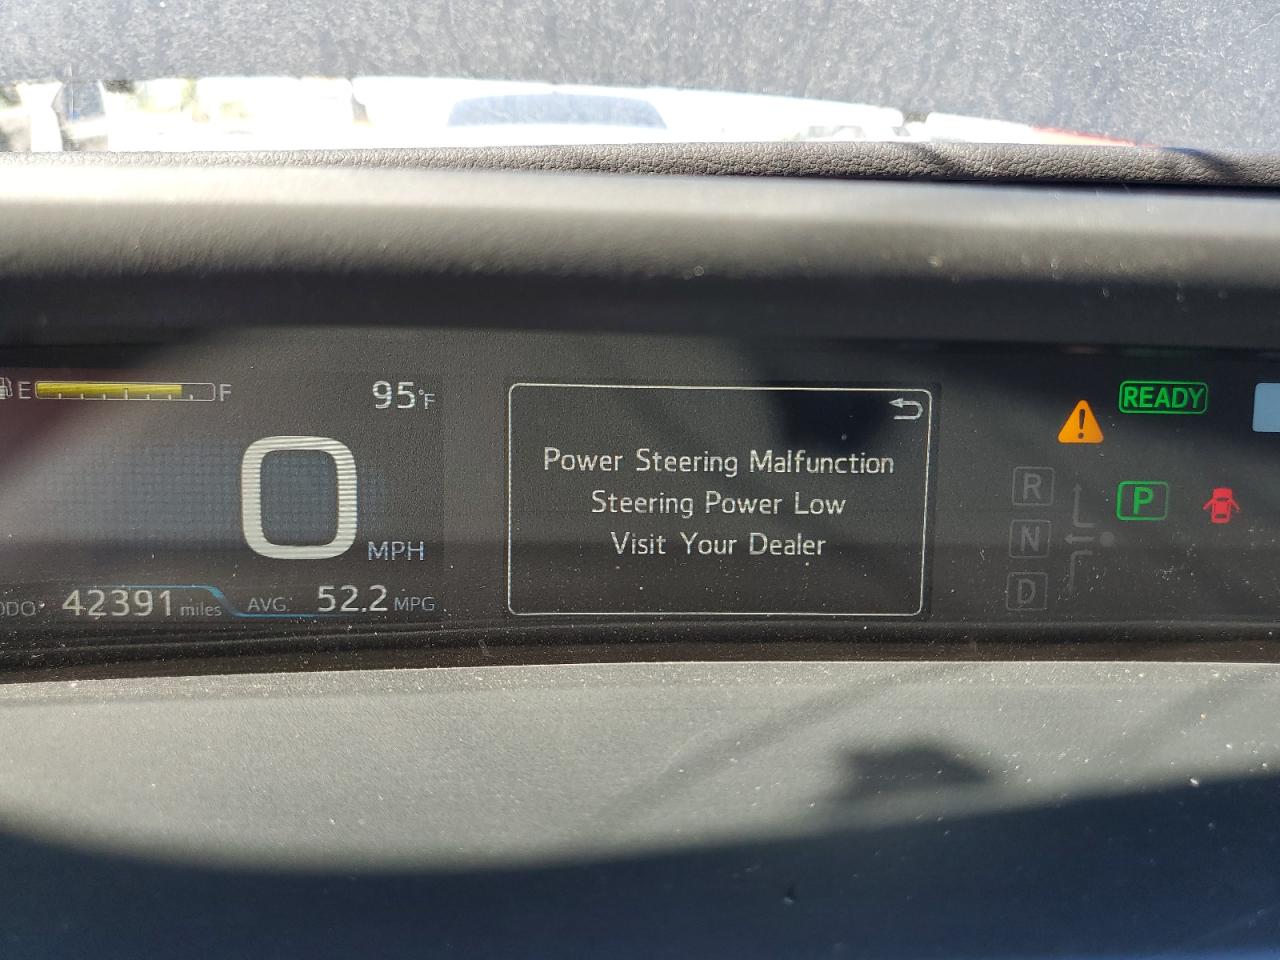 E F
95°F
0 MPH
ODO 42391 miles
AVG. 52.2 MPG
Power Steering Malfunction
Steering Power Low
Visit Your Dealer
READY
R
P
N
D